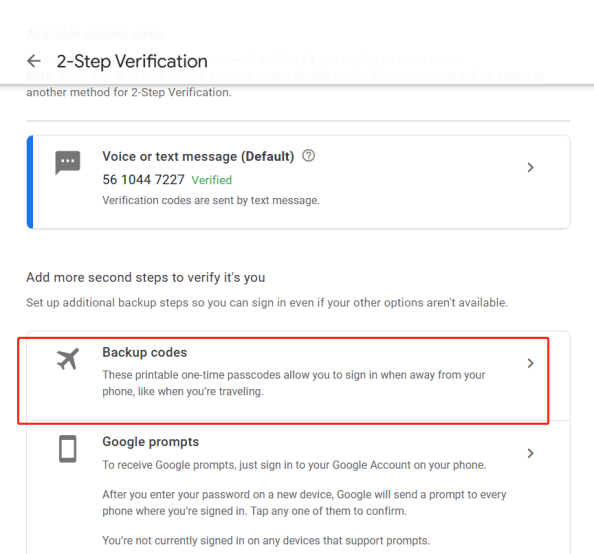 Available second steps
2-Step Verification
another method for 2-Step Verification.
Voice or text message (Default)
56 1044 7227 Verified
Verification codes are sent by text message.
Add more second steps to verify it's you
Set up additional backup steps so you can sign in even if your other options aren't available.
Backup codes
These printable one-time passcodes allow you to sign in when away from your
phone, like when you're traveling.
Google prompts
To receive Google prompts, just sign in to your Google Account on your phone.
After you enter your password on a new device, Google will send a prompt to every
phone where you're signed in. Tap any one of them to confirm.
You're not currently signed in on any devices that support prompts.